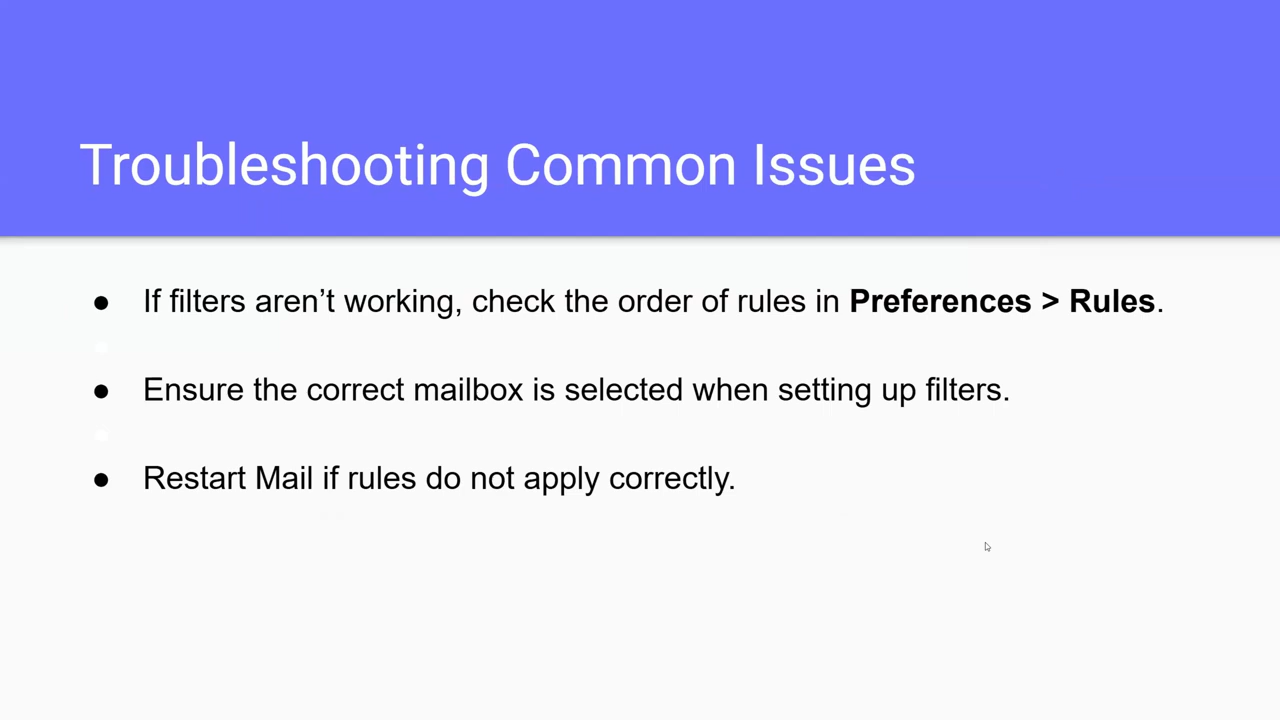 Troubleshooting Common Issues
● If filters aren’t working, check the order of rules in Preferences > Rules.
● Ensure the correct mailbox is selected when setting up filters.
● Restart Mail if rules do not apply correctly.